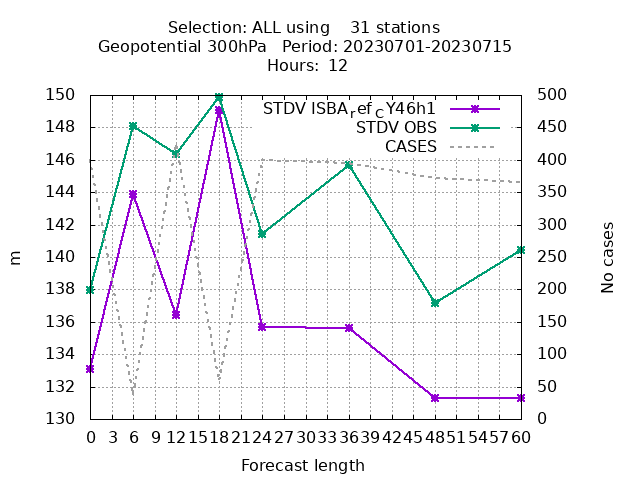 Selection: ALL using 31 stations
Geopotential 300hPa Period: 20230701-20230715
Hours: 12
STDV ISBArefCY46h1
STDV OBS
CASES
150
148
146
144
142
140
138
136
134
132
130
500
450
400
350
300
250
200
150
100
50
0
m
No cases
0 3 6 9 12 15 18 21 24 27 30 33 36 39 42 45 48 51 54 57 60
Forecast length